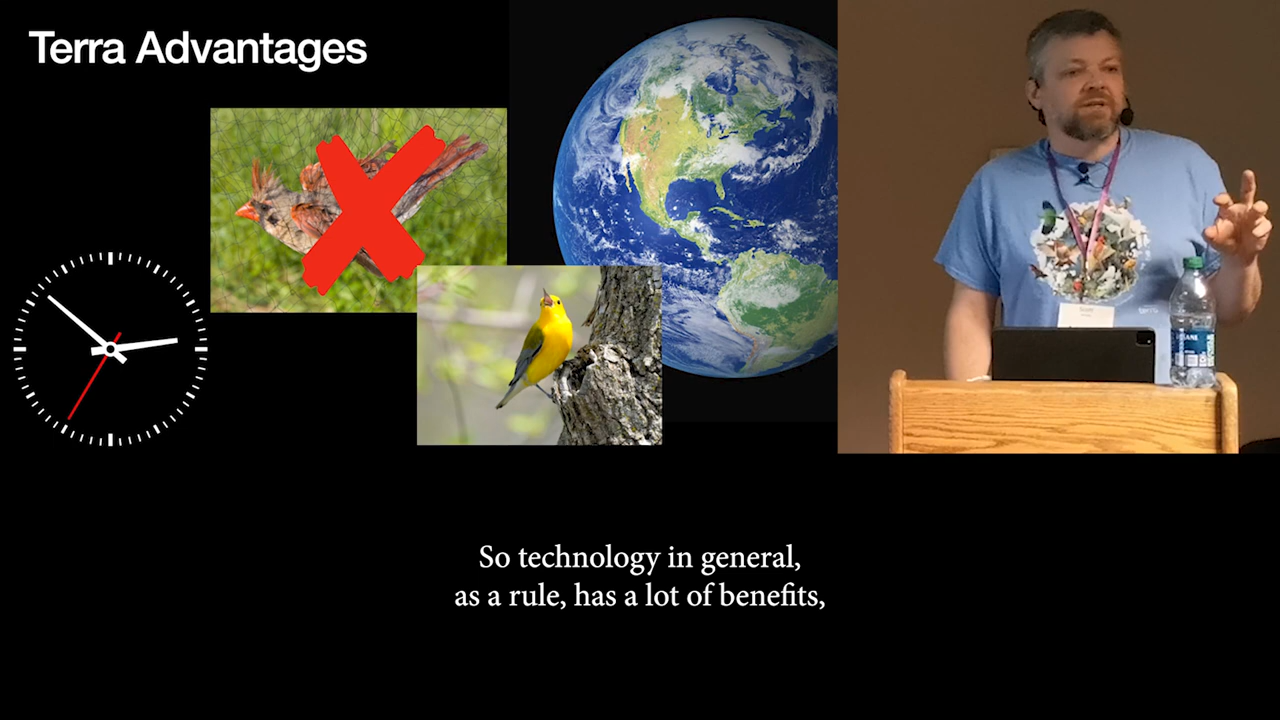 Terra Advantages
So technology in general,
as a rule, has a lot of benefits,